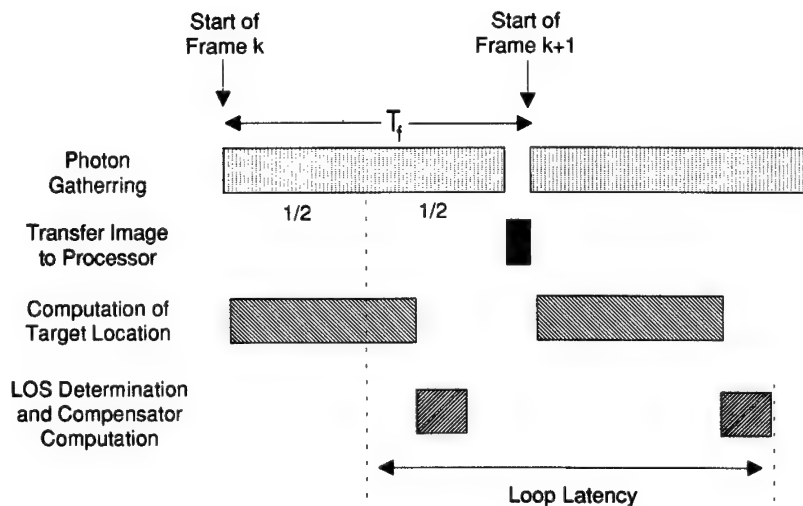 Start of
Frame k
Start of
Frame k+1
T_f
Photon
Gatherring
1/2
1/2
Transfer Image
to Processor
Computation of
Target Location
LOS Determination
and Compensator
Computation
Loop Latency